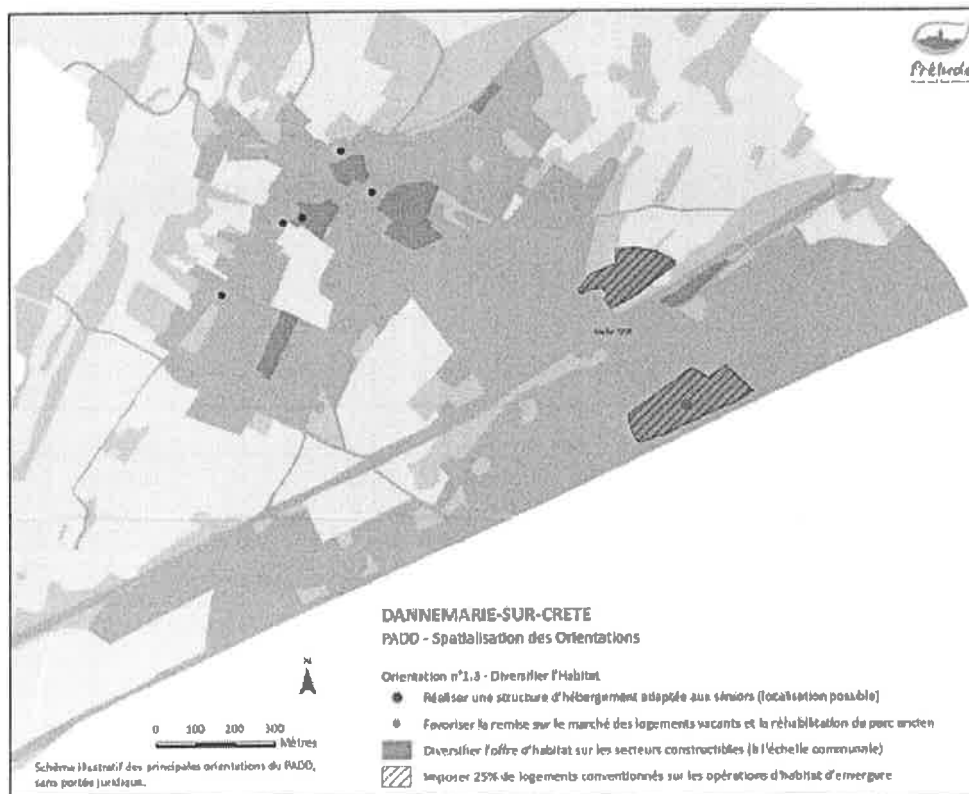 Prélude
DANNEMARIE-SUR-CRETE
PADD - Spatialisation des Orientations
Orientation n°1.3 - Diversifier l'Habitat
N
Réaliser une structure d'hébergement adaptée aux séniors (localisation possible)
Favoriser la remise sur le marché des logements vacants et la réhabilitation du parc ancien
0 100 200 300
Mètres
Diversifier l'offre d'habitat sur les secteurs constructibles (à l'échelle communale)
Schéma illustratif des principales orientations du PADD,
sans portée juridique.
Imposer 25% de logements conventionnés sur les opérations d'habitat d'envergure